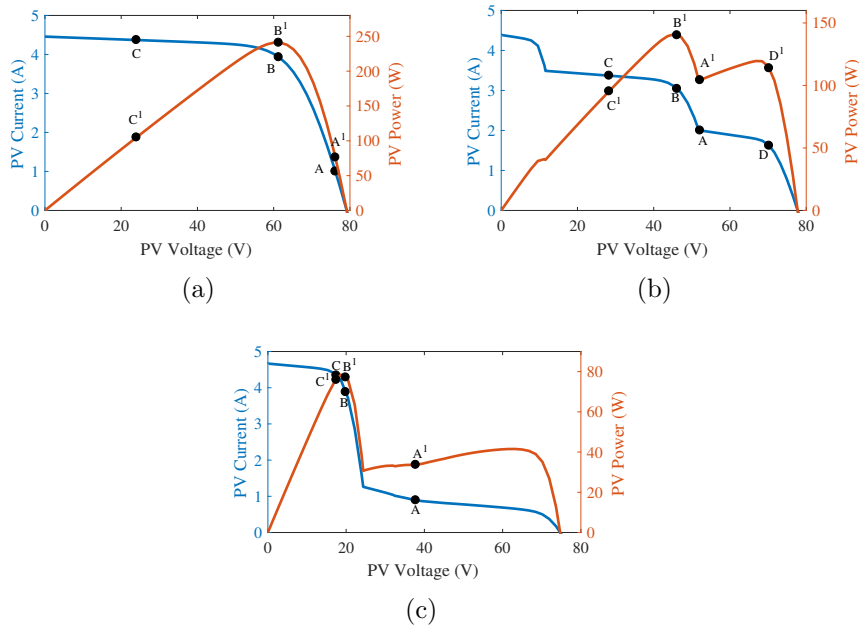 5
4
3
2
1
0
PV Current (A)
250
200
150
100
50
0
PV Power (W)
B¹
C
B
C¹
A¹
A
0
20
40
60
80
PV Voltage (V)
(a)
5
4
3
2
1
0
PV Current (A)
150
100
50
0
PV Power (W)
B¹
D¹
C
A¹
C¹
B
A
D
0
20
40
60
80
PV Voltage (V)
(b)
5
4
3
2
1
0
PV Current (A)
80
60
40
20
0
PV Power (W)
C
B¹
C¹
B
A¹
A
0
20
40
60
80
PV Voltage (V)
(c)